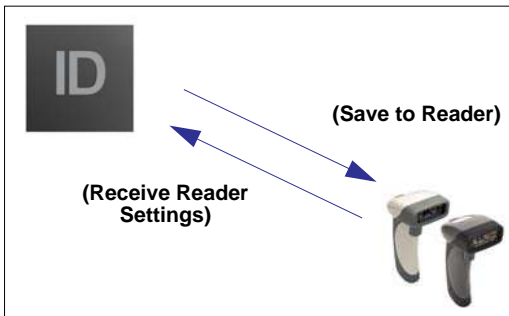 ID
(Save to Reader)
(Receive Reader
Settings)